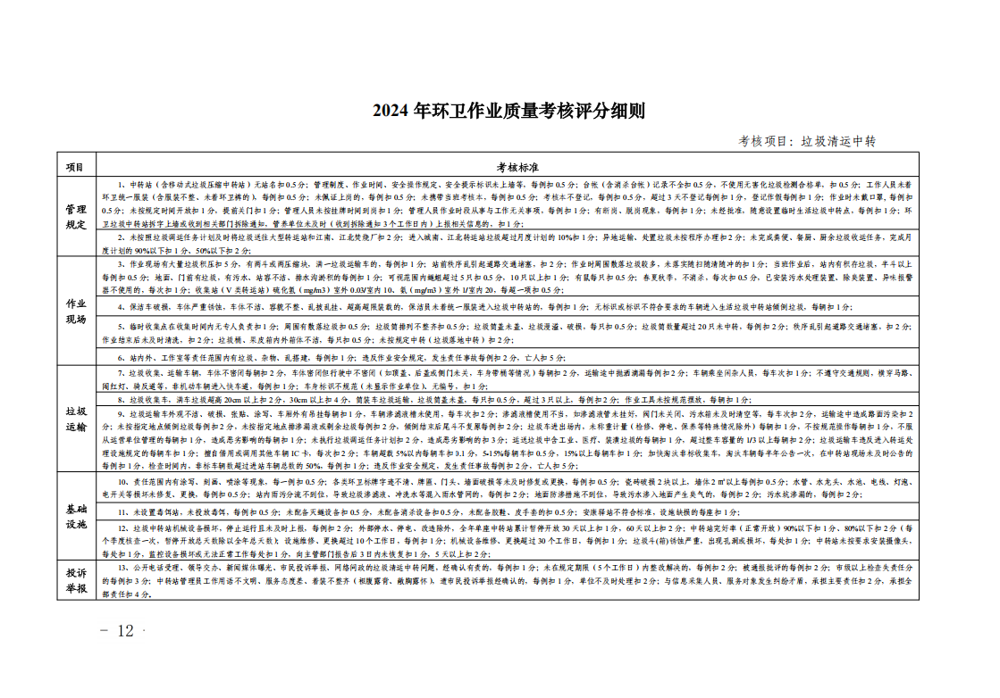 2024 年环卫作业质量考核评分细则
考核项目：垃圾清运中转
项目
考核标准
管理
规定
1、中转站（含移动式垃圾压缩中转站）无站名扣 0.5 分；管理制度、作业时间、安全操作规定、安全提示标识未上墙等，每例扣 0.5 分；台帐（含消杀台帐）记录不全扣 0.5 分，不使用无害化垃圾检测合格单，扣 0.5 分；工作人员未着
环卫统一服装（含服装不整、未着环卫裤的），每例扣 0.5 分；未佩证上岗的，每例扣 0.5 分；未携带当班考核本，每例扣 0.5 分；考核本不登记，每例扣 0.5 分，超过 3 天不登记每例扣 1 分，登记作假每例扣 1 分；作业时未戴口罩，每例扣
0.5 分；未按规定时间开放扣 1 分，提前关门扣 1 分；管理人员未按挂牌时间到岗扣 1 分；管理人员作业时段从事与工作无关事项，每例扣 1 分；有断岗、脱岗现象，每例扣 1 分；未经批准，随意设置临时生活垃圾中转点，每例扣 1 分；环
卫垃圾中转站拆字上墙或收到相关部门拆除通知，管养单位未及时（收到拆除通知 3 个工作日内）上报相关信息的，扣 1 分；
2、未按照垃圾调运任务计划及时将垃圾送往大型转运站和江南、江北焚烧厂扣 2 分；进入城南、江北转运站垃圾超过月度计划的 10%扣 1 分；异地运输、处置垃圾未按程序办理扣 2 分；未完成粪便、餐厨、厨余垃圾收运任务，完成月
度计划的 90%以下扣 1 分、50%以下扣 2 分；
作业
现场
3、作业现场有大量垃圾积压扣 5 分，有两斗或两压缩块，满一垃圾运输车的，每例扣 1 分；站前秩序乱引起道路交通堵塞，扣 2 分；作业时周围散落垃圾较多，未落实随扫随清随冲的扣 1 分；当班作业后，站内有积存垃圾，半斗以上
每例扣 0.5 分；地面、门前有垃圾，有污水、站容不洁、排水沟淤积的每例扣 1 分；可视范围内蝇蛆超过 5 只扣 0.5 分，10 只以上扣 1 分；有鼠每只扣 0.5 分；春夏秋季，不消杀，每次扣 0.5 分，已安装污水处理装置、除臭装置、异味报警
器不使用的，每次扣 1 分；收集站（V 类转运站）硫化氢（mg/m3）室外 0.03/室内 10、氨（mg/m3）室外 1/室内 20，每超一项扣 0.5 分；
4、保洁车破损，车体严重锈蚀，车体不洁、容貌不整、乱披乱挂、超高超限装载的，保洁员未着统一服装进入垃圾中转站的，每例扣 1 分；无标识或标识不符合要求的车辆进入生活垃圾中转站倾倒垃圾，每辆扣 1 分；
5、临时收集点在收集时间内无专人负责扣 1 分；周围有散落垃圾扣 0.5 分；垃圾筒排列不整齐扣 0.5 分；垃圾筒未盖、垃圾漫溢、破损，每只扣 0.5 分；垃圾筒数量超过 20 只未中转，每例扣 2 分；秩序乱引起道路交通堵塞，扣 2 分；
作业结束后未及时清洗，扣 2 分；垃圾桶、果皮箱内外箱体不洁，每只扣 0.5 分；未按规定中转（垃圾落地中转）扣 2 分；
6、站内外、工作室等责任范围内有垃圾、杂物、乱搭建，每例扣 1 分；违反作业安全规定，发生责任事故每例扣 2 分，亡人扣 5 分；
垃圾
运输
7、垃圾收集、运输车辆，车体不密闭每辆扣 2 分，车体密闭但行驶中不密闭（如顶盖、后盖或侧门未关，车身带桶等情况）每辆扣 2 分，运输途中抛洒滴漏每例扣 2 分；车辆乘坐闲杂人员，每车次扣 1 分；不遵守交通规则，横穿马路、
闯红灯、骑反道等，非机动车辆进入快车道，每例扣 1 分；车身标识不规范（未显示作业单位）、无编号，扣 1 分；
8、垃圾收集车，满车垃圾超高 20cm 以上扣 2 分，30cm 以上扣 4 分，筒装车垃圾运输，垃圾筒盖未盖，每只扣 0.5 分，超过 3 只以上，每例扣 2 分；作业工具未按规范摆放，每辆扣 1 分；
9、垃圾运输车外观不洁、破损、张贴、涂写、车厢外有吊挂每辆扣 1 分，车辆渗滤液槽未使用，每车次扣 2 分；渗滤液槽使用不当，如渗滤液管未挂好，阀门未关闭、污水箱未及时清空等，每车次扣 2 分，运输途中造成路面污染扣 2
分；未按指定地点倾倒垃圾每例扣 2 分，未按指定地点排渗漏液或剩余垃圾每例扣 2 分，倾倒结束后尾斗不复原每例扣 2 分；垃圾车进出场内，未称重计量（检修、停电、保养等特殊情况除外）每辆扣 1 分，不按规范操作每辆扣 1 分，不服
从运营单位管理的每辆扣 1 分，造成恶劣影响的每辆扣 1 分；未执行垃圾调运任务计划扣 2 分，造成恶劣影响的扣 3 分；运送垃圾中含工业、医疗、装潢垃圾的每辆扣 1 分，超过整车容量的 1/3 以上每辆扣 2 分；垃圾运输车违反进入转运处
理设施规定的每辆车扣 1 分；擅自借用或调用其他车辆 IC 卡，每次扣 2 分；车辆超载 5%以内每辆车扣 0.1 分，5-15%每辆车扣 0.5 分，15%以上每辆车扣 1 分；加快淘汰非标收集车，淘汰车辆每半年公告一次，在中转站现场未及时公告的
每例扣 1 分，检查时间内，非标车辆数超过进站车辆总数的 50%，每例扣 1 分；违反作业安全规定，发生责任事故每例扣 2 分，亡人扣 5 分；
基础
设施
10、责任范围内有涂写、刻画、喷涂等现象，每一例扣 0.5 分；各类环卫标牌字迹不清、牌匾、门头、墙面破损等未及时修复或更换，每例扣 0.5 分；瓷砖破损 2 块以上，墙体 2 ㎡以上每例扣 0.5 分；水管、水龙头、水池、电线、灯泡、
电开关等损坏未修复、更换，每例扣 0.5 分；站内雨污分流不到位，导致垃圾渗滤液、冲洗水等混入雨水管网的，每例扣 2 分；地面防渗措施不到位，导致污水渗入地面产生臭气的，每例扣 2 分；污水坑渗漏的，每例扣 2 分；
11、未设置毒饵站，未投放毒饵，每例扣 0.5 分；未配备灭蝇设备扣 0.5 分，未配备消杀设备扣 0.5 分，未配备胶鞋、皮手套的扣 0.5 分；安康驿站不符合标准，设施缺损的每座扣 1 分；
12、垃圾中转站机械设备损坏，停止运行且未及时上报，每例扣 2 分；外部停水、停电、改造除外，全年单座中转站累计暂停开放 30 天以上扣 1 分，60 天以上扣 2 分；中转站完好率（正常开放）90%以下扣 1 分、80%以下扣 2 分（每
个季度核查一次，暂停开放总天数除以全年总天数）设施维修、更换超过 10 个工作日，每例扣 1 分；机械设备维修、更换超过 30 个工作日，每例扣 1 分；垃圾斗(箱)锈蚀严重，出现孔洞或损坏，每处扣 1 分；中转站未按要求安装摄像头，
每处扣 1 分，监控设备损坏或无法正常工作每处扣 1 分，向主管部门报告后 3 日内未恢复扣 1 分，5 天以上扣 2 分；
投诉
举报
13、公开电话受理、领导交办、新闻媒体曝光、市民投诉举报、网络问政的垃圾清运中转问题，经确认有责的，每例扣 1 分；未在规定期限（5 个工作日）内整改解决的，每例扣 2 分；被通报批评的每例扣 2 分；市级以上检查失责任分
的每例扣 3 分；中转站管理员工作用语不文明、服务态度差、着装不整齐（袒腹露背、敞胸露怀），遭市民投诉举报经确认的，每例扣 1 分，单位不及时处理扣 2 分；与信息采集人员、服务对象发生纠纷矛盾，承担主要责任扣 2 分，承担全
部责任扣 4 分。
- 12 ·